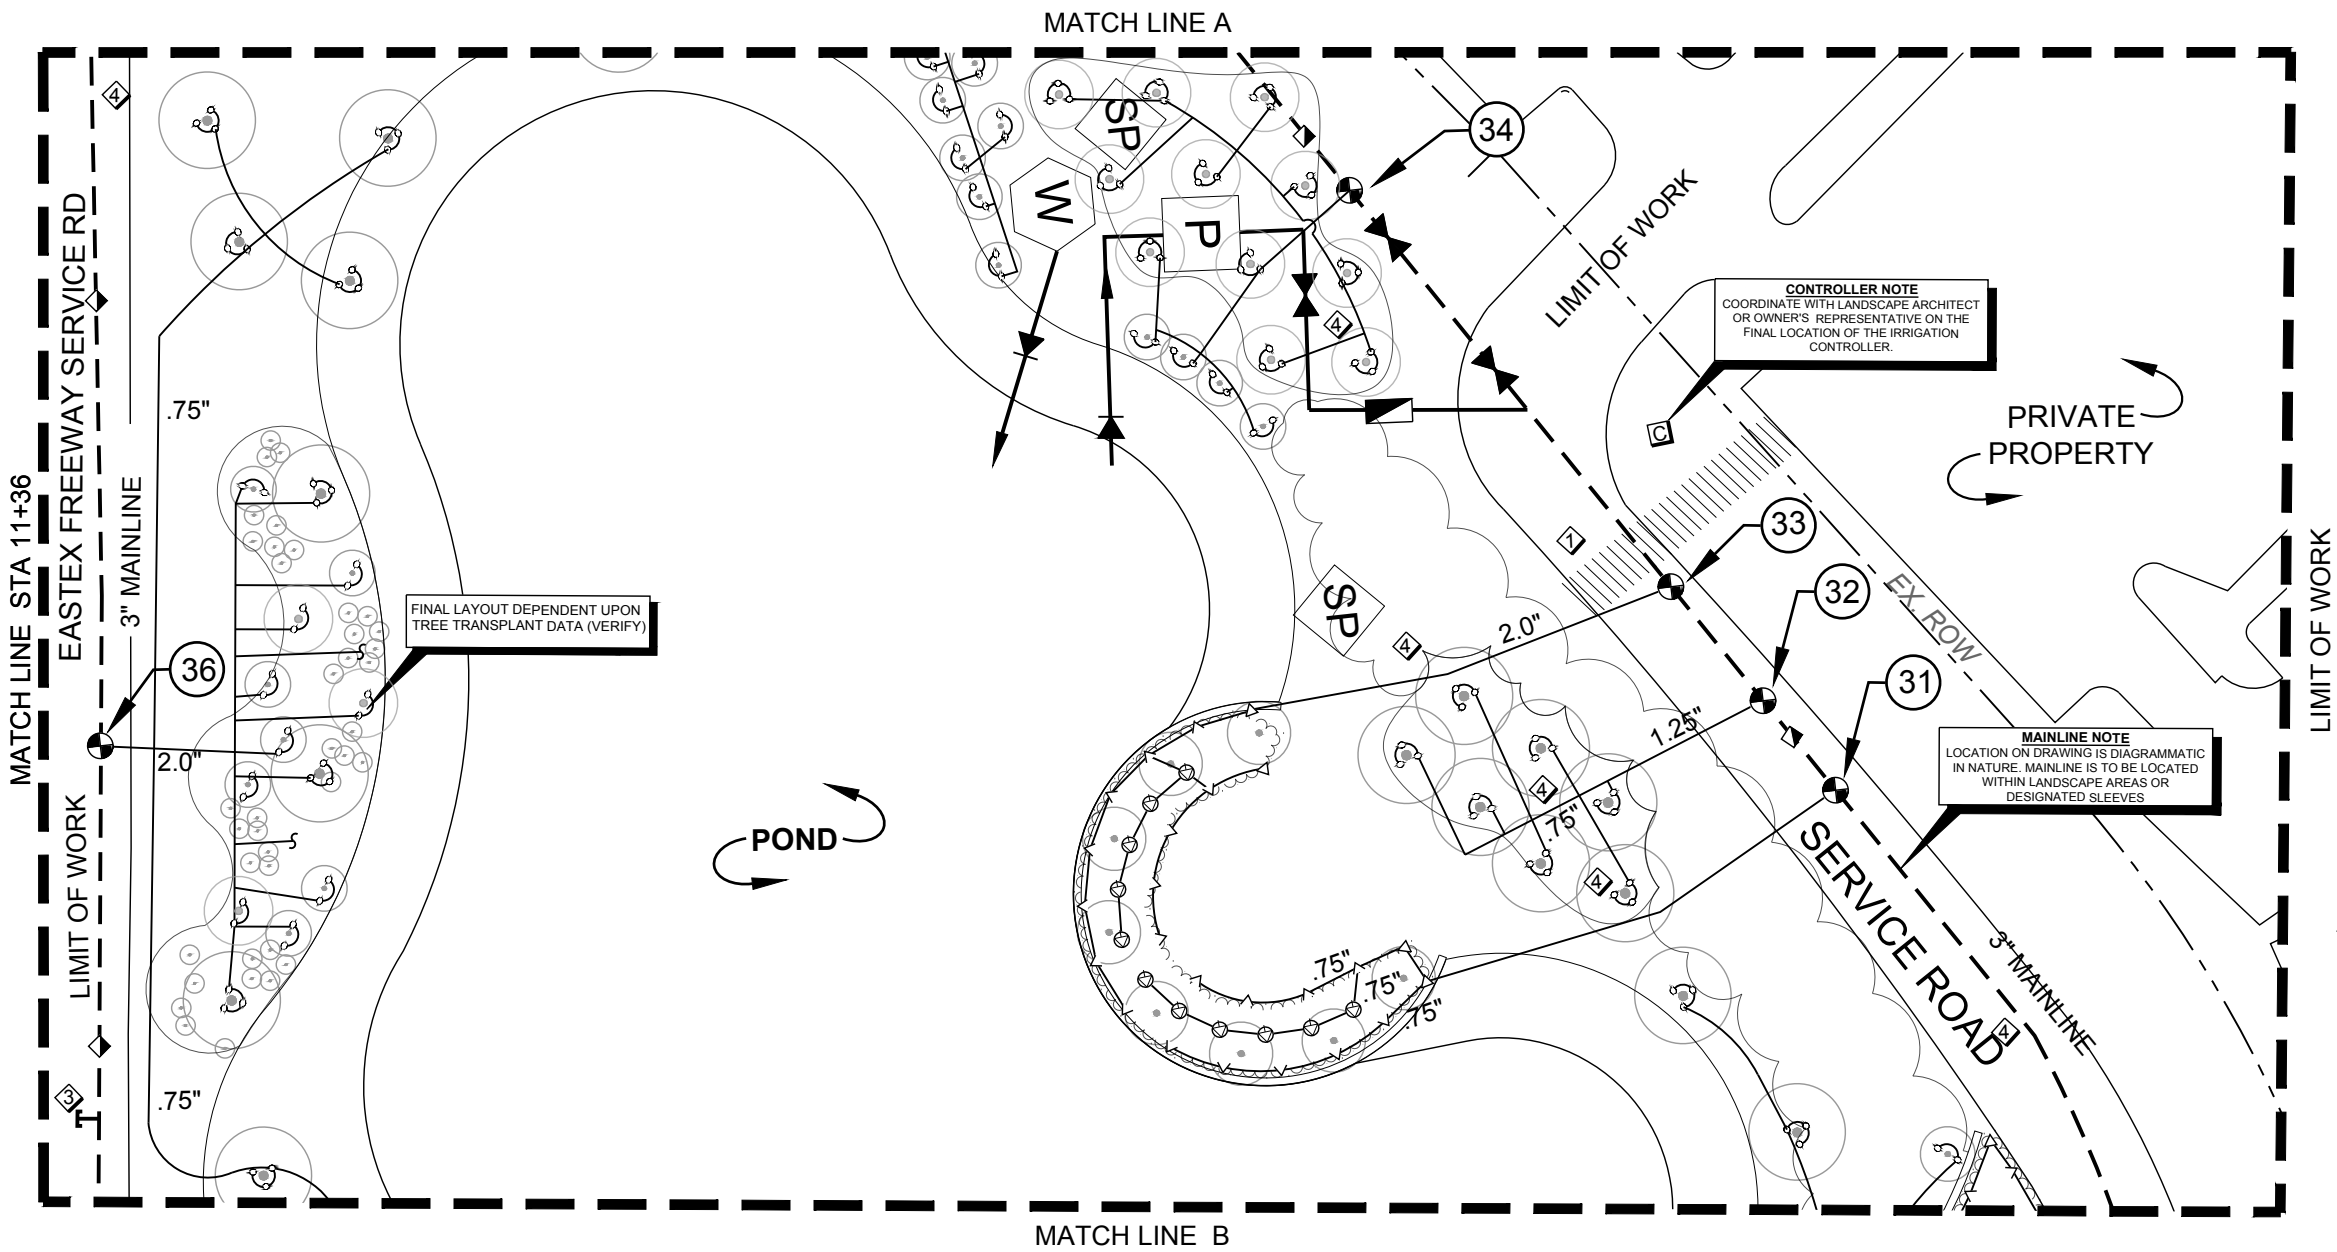 MATCH LINE A
4
SP
34
W
P
LIMIT OF WORK
CONTROLLER NOTE
COORDINATE WITH LANDSCAPE ARCHITECT
OR OWNER'S REPRESENTATIVE ON THE
FINAL LOCATION OF THE IRRIGATION
CONTROLLER.
4
EASTEX FREEWAY SERVICE RD
.75"
C
PRIVATE
PROPERTY
MATCH LINE STA 11+36
3" MAINLINE
33
1
32
EX. ROW
LIMIT OF WORK
FINAL LAYOUT DEPENDENT UPON
TREE TRANSPLANT DATA (VERIFY)
SP
4
2.0"
36
31
1.25"
MAINLINE NOTE
LOCATION ON DRAWING IS DIAGRAMMATIC
IN NATURE. MAINLINE IS TO BE LOCATED
WITHIN LANDSCAPE AREAS OR
DESIGNATED SLEEVES
2.0"
4
.75"
POND
LIMIT OF WORK
4
SERVICE ROAD
3" MAINLINE
4
.75"
.75"
.75"
3
.75"
MATCH LINE B